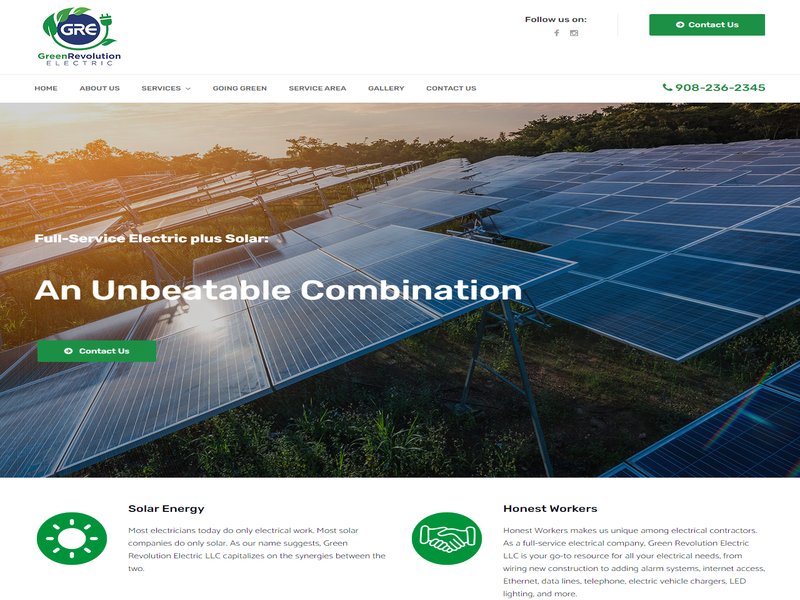 GRE
GreenRevolution
ELECTRIC
Follow us on:
Contact Us
HOME ABOUT US SERVICES GOING GREEN SERVICE AREA GALLERY CONTACT US 908-236-2345
Full-Service Electric plus Solar:
An Unbeatable Combination
Contact Us
Solar Energy
Most electricians today do only electrical work. Most solar
companies do only solar. As our name suggests, Green
Revolution Electric LLC capitalizes on the synergies between the
two.
Honest Workers
Honest Workers makes us unique among electrical contractors.
As a full-service electrical company, Green Revolution Electric
LLC is your go-to resource for all your electrical needs, from
wiring new construction to adding alarm systems, internet access,
Ethernet, data lines, telephone, electric vehicle chargers, LED
lighting, and more.